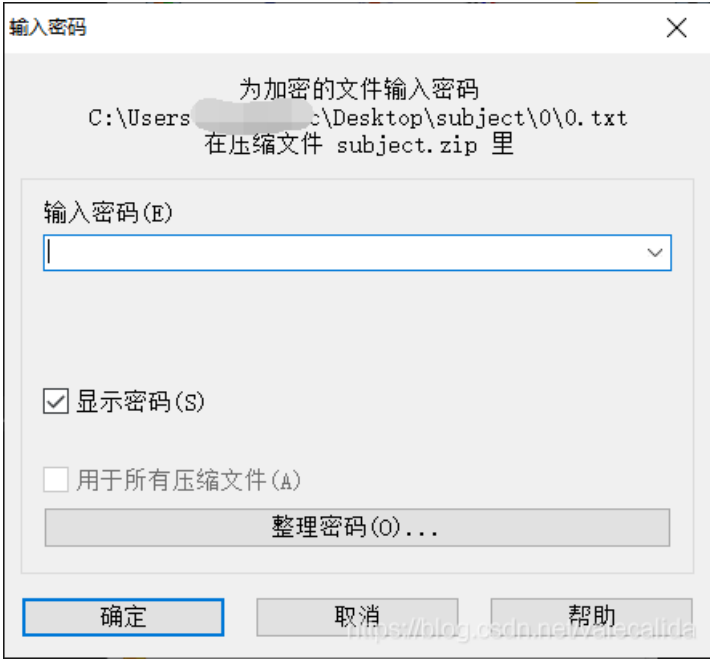 输入密码
为加密的文件输入密码
C:\Users c\Desktop\subject\0\0.txt
在压缩文件 subject.zip 里
输入密码(E)
显示密码(S)
用于所有压缩文件(A)
整理密码(O)...
确定 取消 帮助
https://blog.csdn.net/valecalida